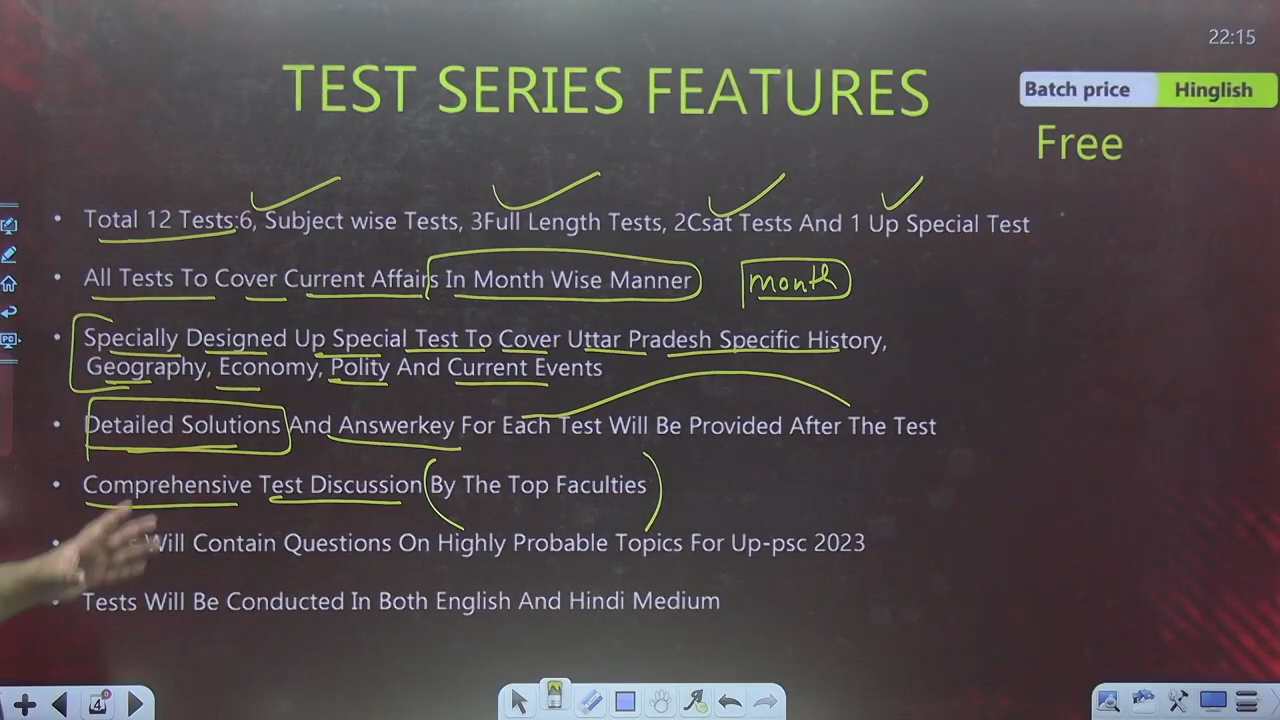 22:15
TEST SERIES FEATURES
Batch price Hinglish
Free
• Total 12 Tests:6, Subject wise Tests, 3Full Length Tests, 2Csat Tests And 1 Up Special Test
• All Tests To Cover Current Affairs In Month Wise Manner month
• Specially Designed Up Special Test To Cover Uttar Pradesh Specific History,
Geography, Economy, Polity And Current Events
• Detailed Solutions And Answerkey For Each Test Will Be Provided After The Test
• Comprehensive Test Discussion By The Top Faculties
Will Contain Questions On Highly Probable Topics For Up-psc 2023
• Tests Will Be Conducted In Both English And Hindi Medium
PC
4 0